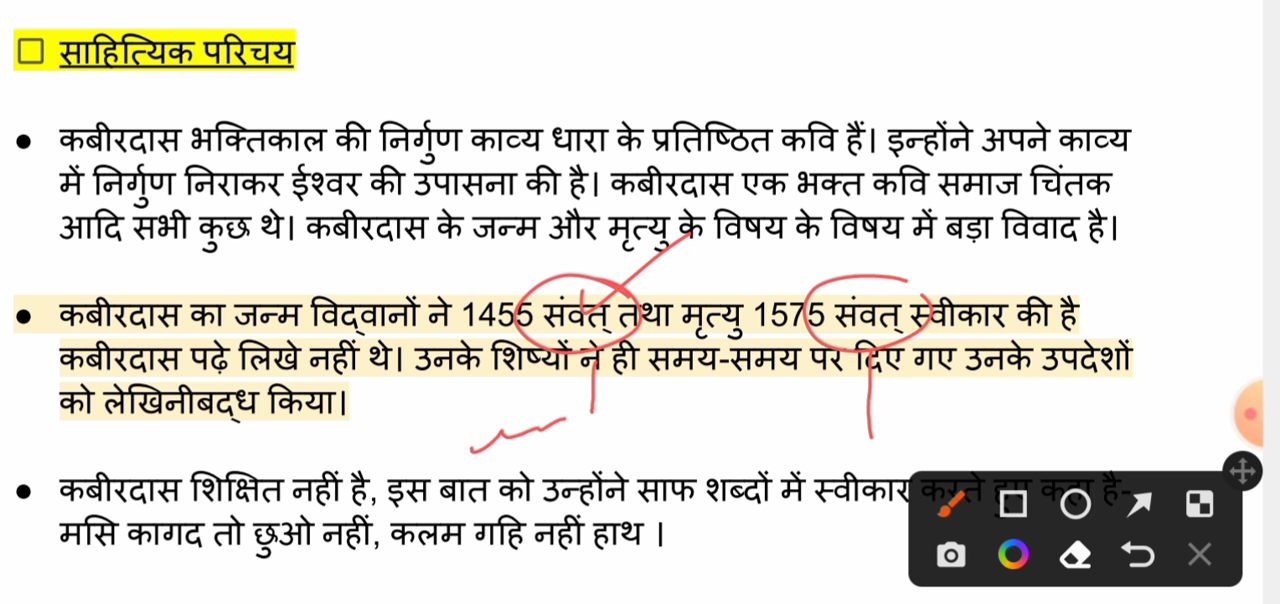 साहित्यिक परिचय
● कबीरदास भक्तिकाल की निर्गुण काव्य धारा के प्रतिष्ठित कवि हैं। इन्होंने अपने काव्य
में निर्गुण निराकर ईश्वर की उपासना की है। कबीरदास एक भक्त कवि समाज चिंतक
आदि सभी कुछ थे। कबीरदास के जन्म और मृत्यु के विषय के विषय में बड़ा विवाद है।
● कबीरदास का जन्म विद्वानों ने 1455 संवत् तथा मृत्यु 1575 संवत् स्वीकार की है
कबीरदास पढ़े लिखे नहीं थे। उनके शिष्यों ने ही समय-समय पर दिए गए उनके उपदेशों
को लेखिनीबद्ध किया।
● कबीरदास शिक्षित नहीं है, इस बात को उन्होंने साफ शब्दों में स्वीकार करते हुए कहा है-
मसि कागद तो छुओ नहीं, कलम गहि नहीं हाथ ।